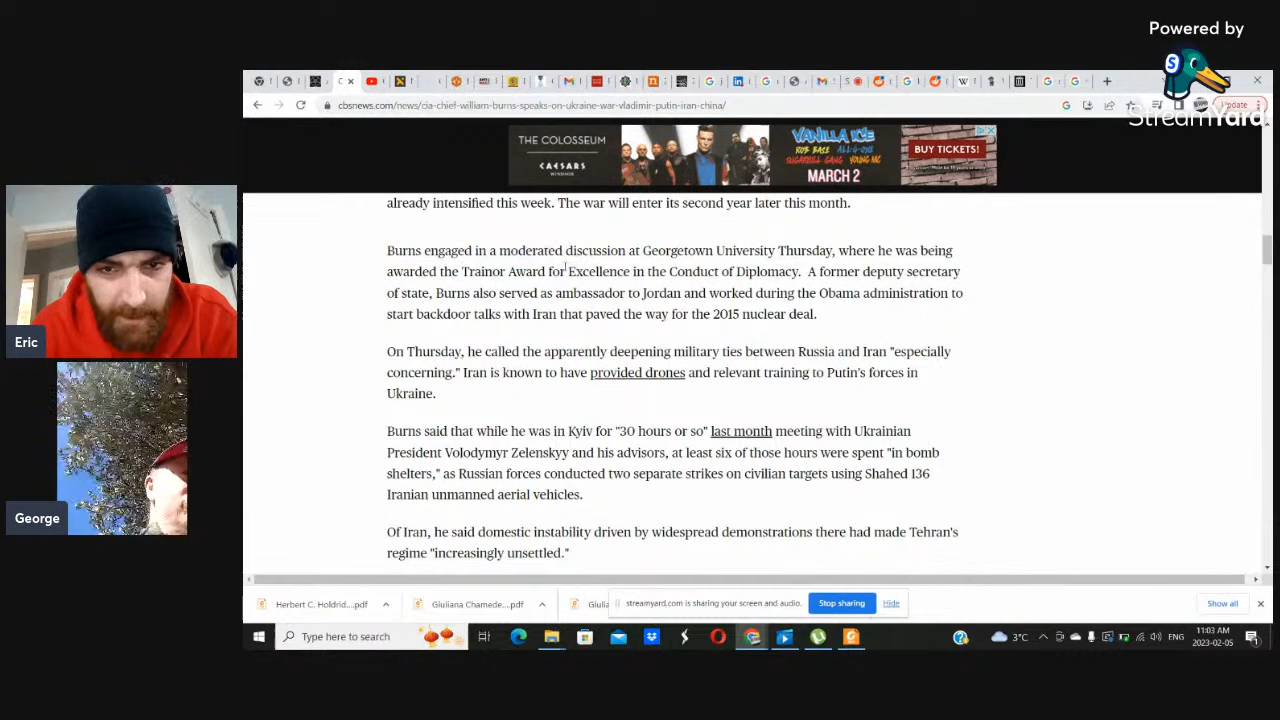 Powered by
StreamYard
cbsnews.com/news/cia-chief-william-burns-speaks-on-ukraine-war-vladimir-putin-iran-china/
Update
THE COLOSSEUM
CAESARS
WINDSOR
VANILLA ICE
ROB BASE ALL-4-ONE
SUGARHILL GANG YOUNG MC
MARCH 2
BUY TICKETS!
already intensified this week. The war will enter its second year later this month.
Burns engaged in a moderated discussion at Georgetown University Thursday, where he was being
awarded the Trainor Award for Excellence in the Conduct of Diplomacy. A former deputy secretary
of state, Burns also served as ambassador to Jordan and worked during the Obama administration to
start backdoor talks with Iran that paved the way for the 2015 nuclear deal.
On Thursday, he called the apparently deepening military ties between Russia and Iran "especially
concerning." Iran is known to have provided drones and relevant training to Putin's forces in
Ukraine.
Burns said that while he was in Kyiv for "30 hours or so" last month meeting with Ukrainian
President Volodymyr Zelenskyy and his advisors, at least six of those hours were spent "in bomb
shelters," as Russian forces conducted two separate strikes on civilian targets using Shahed 136
Iranian unmanned aerial vehicles.
Of Iran, he said domestic instability driven by widespread demonstrations there had made Tehran's
regime "increasingly unsettled."
Eric
George
Herbert C. Holdrid....pdf
Giuliana Chamede....pdf
Giulia
streamyard.com is sharing your screen and audio.
Stop sharing
Hide
Show all
Type here to search
3°C
ENG
11:03 AM
2023-02-05